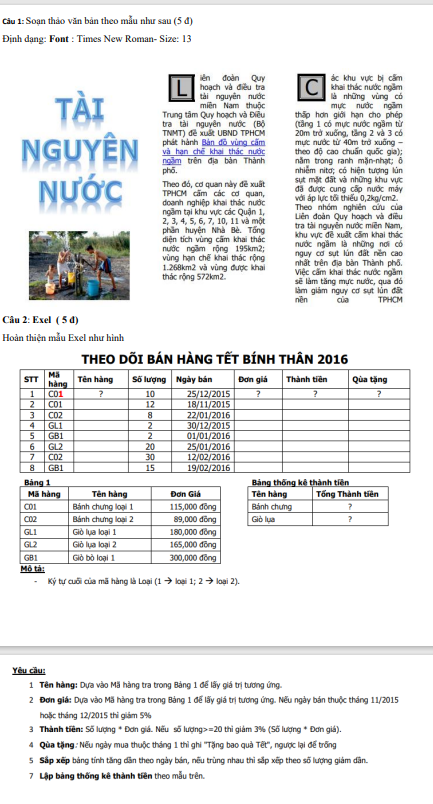 Câu 1: Soạn thảo văn bản theo mẫu như sau (5 đ)
Định dạng: Font : Times New Roman- Size: 13
TÀI
NGUYÊN
NƯỚC
Liên đoàn Quy
hoạch và điều tra
tài nguyên nước
miền Nam thuộc
Trung tâm Quy hoạch và Điều
tra tài nguyên nước (Bộ
TNMT) đề xuất UBND TPHCM
phát hành Bản đồ vùng cấm
và hạn chế khai thác nước
ngầm trên địa bàn Thành
phố.
Theo đó, cơ quan này đề xuất
TPHCM cấm các cơ quan,
doanh nghiệp khai thác nước
ngầm tại khu vực các Quận 1,
2, 3, 4, 5, 6, 7, 10, 11 và một
phần huyện Nhà Bè. Tổng
diện tích vùng cấm khai thác
nước ngầm rộng 195km2;
vùng hạn chế khai thác rộng
1.268km2 và vùng được khai
thác rộng 572km2.
Các khu vực bị cấm
khai thác nước ngầm
là những vùng có
mực nước ngầm
thấp hơn giới hạn cho phép
(tầng 1 có mực nước ngầm từ
20m trở xuống, tầng 2 và 3 có
mực nước từ 40m trở xuống –
theo độ cao chuẩn quốc gia);
nằm trong ranh mặn-nhạt; ô
nhiễm nitơ; có hiện tượng lún
sụt mặt đất và những khu vực
đã được cung cấp nước máy
với áp lực tối thiểu 0,2kg/cm2.
Theo nhóm nghiên cứu của
Liên đoàn Quy hoạch và điều
tra tài nguyên nước miền Nam,
khu vực đề xuất cấm khai thác
nước ngầm là những nơi có
nguy cơ sụt lún đất nền cao
nhất trên địa bàn Thành phố.
Việc cấm khai thác nước ngầm
sẽ làm tăng mực nước, qua đó
làm giảm nguy cơ sụt lún đất
nền của TPHCM
Câu 2: Exel ( 5 đ)
Hoàn thiện mẫu Exel như hình
THEO DÕI BÁN HÀNG TẾT BÍNH THÂN 2016
STT Mã hàng Tên hàng Số lượng Ngày bán Đơn giá Thành tiền Qùa tặng
1 C01 ? 10 25/12/2015 ? ? ?
2 C01 12 18/11/2015
3 C02 8 22/01/2016
4 GL1 2 30/12/2015
5 GB1 2 01/01/2016
6 GL2 20 25/01/2016
7 C02 30 12/02/2016
8 GB1 15 19/02/2016
Bảng 1
Mã hàng Tên hàng Đơn Giá
C01 Bánh chưng loại 1 115,000 đồng
C02 Bánh chưng loại 2 89,000 đồng
GL1 Giò lụa loại 1 180,000 đồng
GL2 Giò lụa loại 2 165,000 đồng
GB1 Giò bò loại 1 300,000 đồng
Bảng thống kê thành tiền
Tên hàng Tổng Thành tiền
Bánh chưng ?
Giò lụa ?
Mô tả:
- Ký tự cuối của mã hàng là Loại (1 → loại 1; 2 → loại 2).
Yêu cầu:
1 Tên hàng: Dựa vào Mã hàng tra trong Bảng 1 để lấy giá trị tương ứng.
2 Đơn giá: Dựa vào Mã hàng tra trong Bảng 1 để lấy giá trị tương ứng. Nếu ngày bán thuộc tháng 11/2015
hoặc tháng 12/2015 thì giảm 5%
3 Thành tiền: Số lượng * Đơn giá. Nếu số lượng>=20 thì giảm 3% (Số lượng * Đơn giá).
4 Qùa tặng: Nếu ngày mua thuộc tháng 1 thì ghi "Tặng bao quà Tết", ngược lại để trống
5 Sắp xếp bảng tính tăng dần theo ngày bán, nếu trùng nhau thì sắp xếp theo số lượng giảm dần.
7 Lập bảng thống kê thành tiền theo mẫu trên.